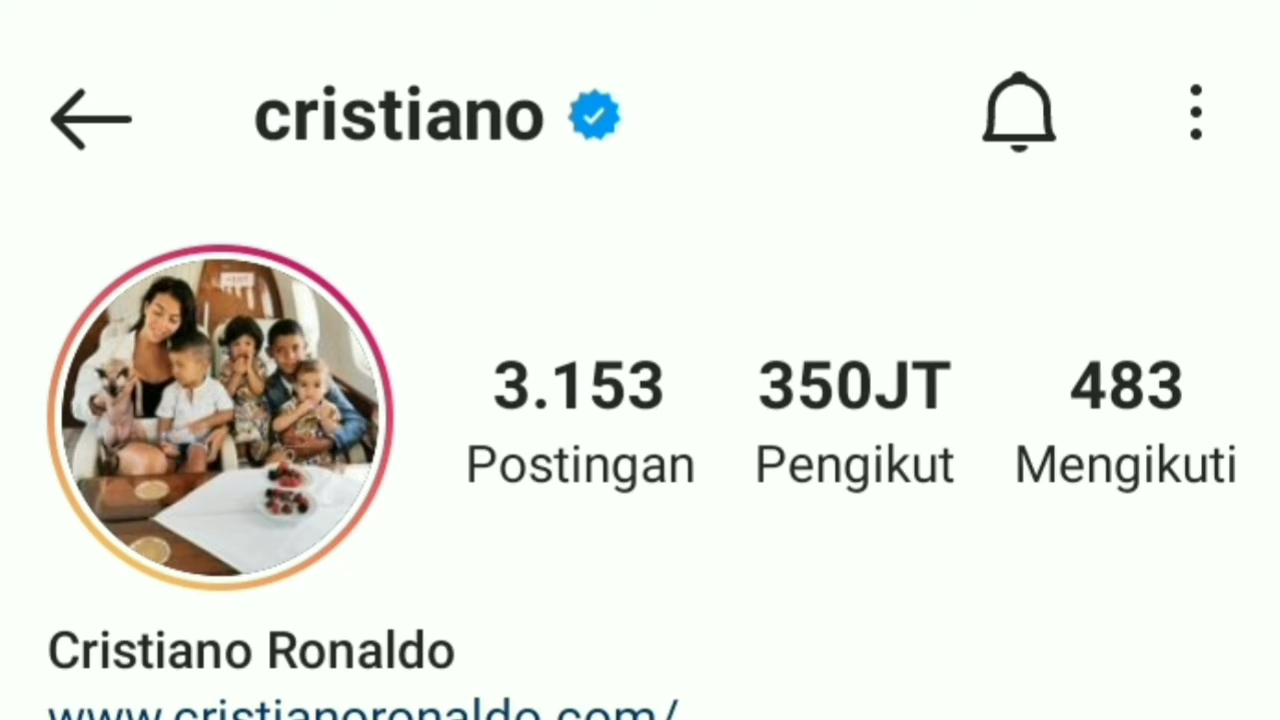 cristiano
3.153 350JT 483
Postingan Pengikut Mengikuti
Cristiano Ronaldo
www.cristianoronaldo.com/